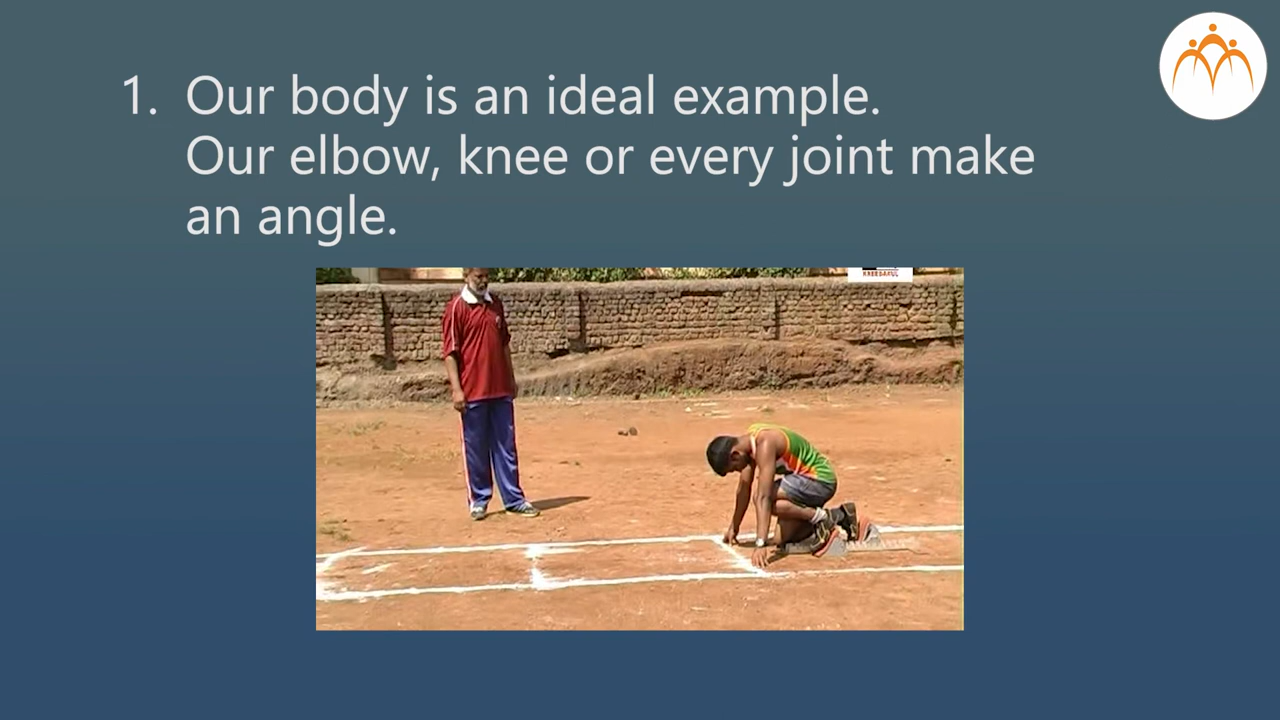 1. Our body is an ideal example.
Our elbow, knee or every joint make
an angle.